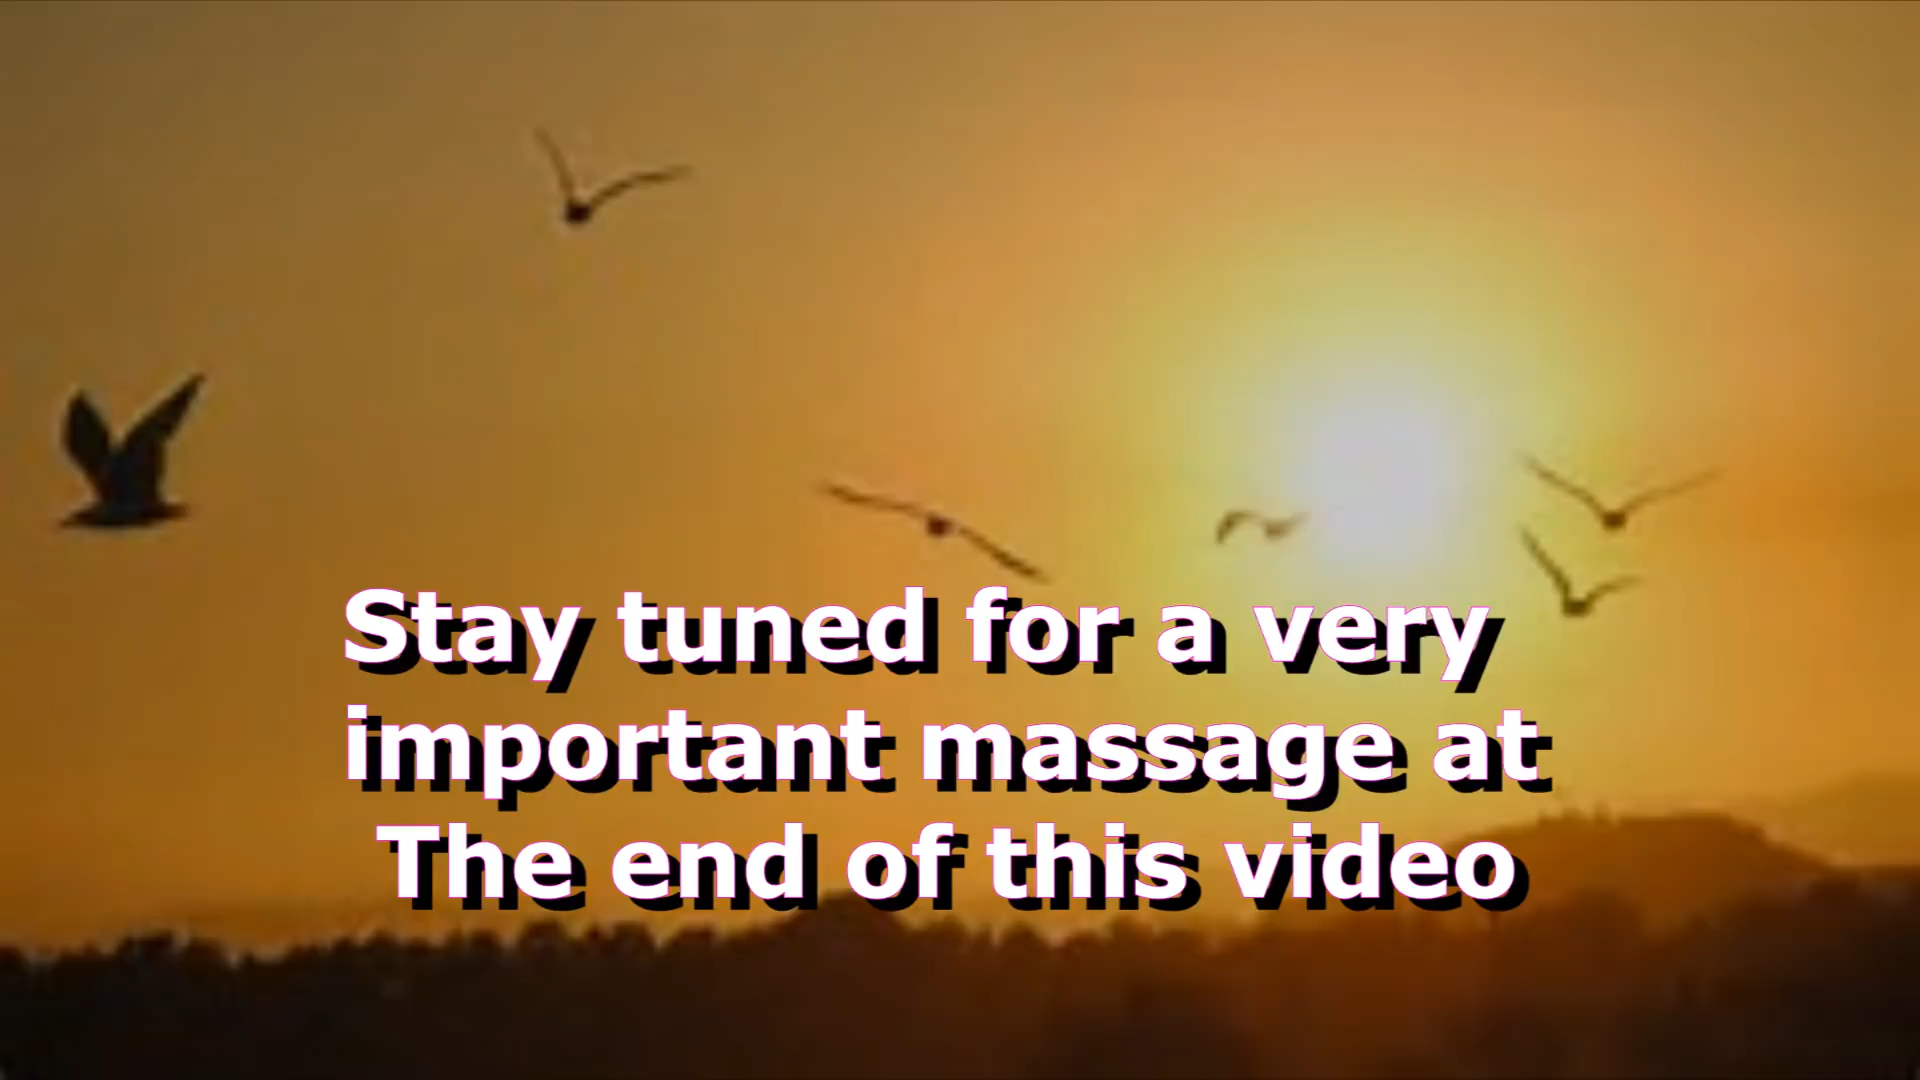 Stay tuned for a very
important massage at
The end of this video